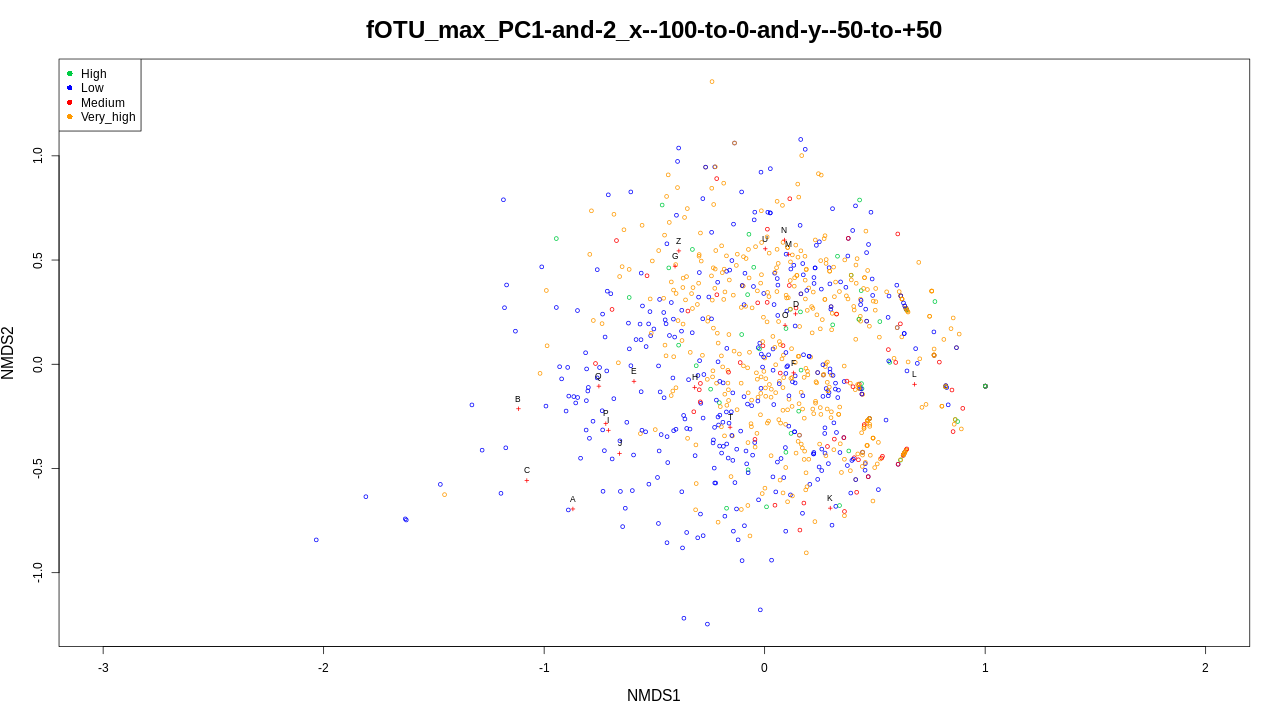 fOTU_max_PC1-and-2_x--100-to-0-and-y--50-to-+50
High
Low
Medium
Very_high
NMDS2
1.0
0.5
0.0
-0.5
-1.0
Z
G
U
N
M
D
O
F
E
H
Q
B
P
J
T
C
A
K
L
-3
-2
-1
0
1
2
NMDS1